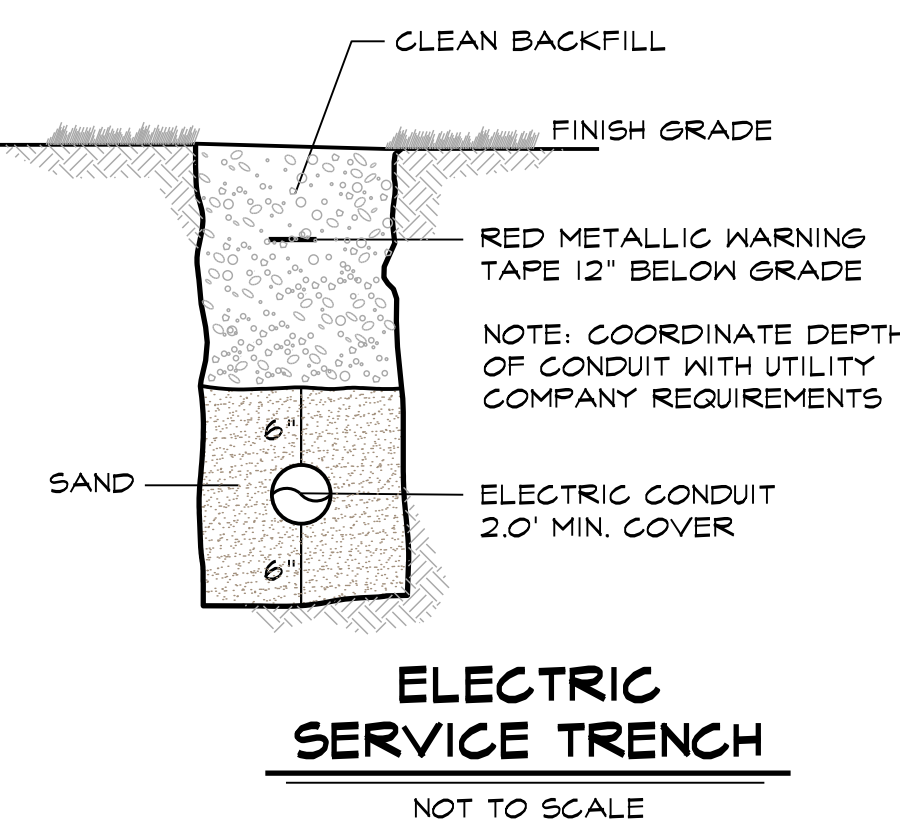 CLEAN BACKFILL
FINISH GRADE
RED METALLIC WARNING
TAPE 12" BELOW GRADE
NOTE: COORDINATE DEPTH
OF CONDUIT WITH UTILITY
COMPANY REQUIREMENTS
6"
SAND
ELECTRIC CONDUIT
2.0' MIN. COVER
6"
ELECTRIC
SERVICE TRENCH
NOT TO SCALE